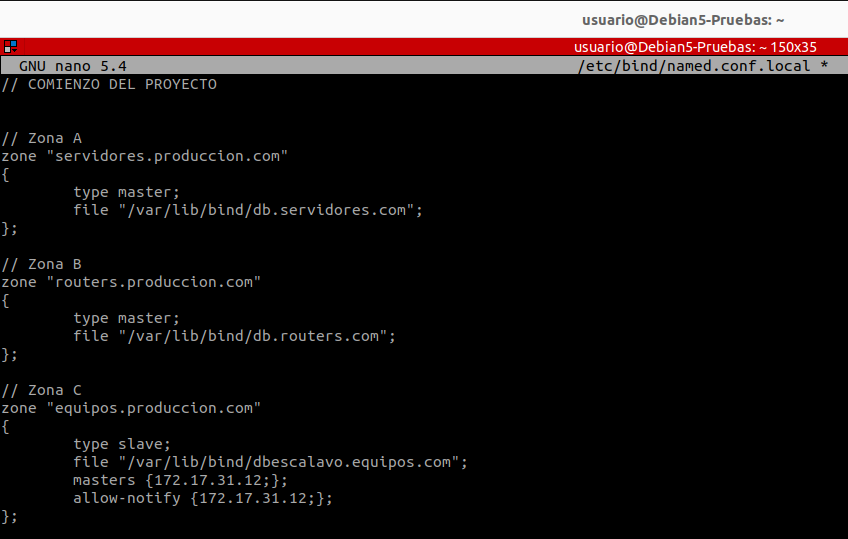 usuario@Debian5-Pruebas: ~
usuario@Debian5-Pruebas: ~ 150x35
GNU nano 5.4 /etc/bind/named.conf.local *
// COMIENZO DEL PROYECTO
// Zona A
zone "servidores.produccion.com"
{
type master;
file "/var/lib/bind/db.servidores.com";
};
// Zona B
zone "routers.produccion.com"
{
type master;
file "/var/lib/bind/db.routers.com";
};
// Zona C
zone "equipos.produccion.com"
{
type slave;
file "/var/lib/bind/dbescalavo.equipos.com";
masters {172.17.31.12;};
allow-notify {172.17.31.12;};
};